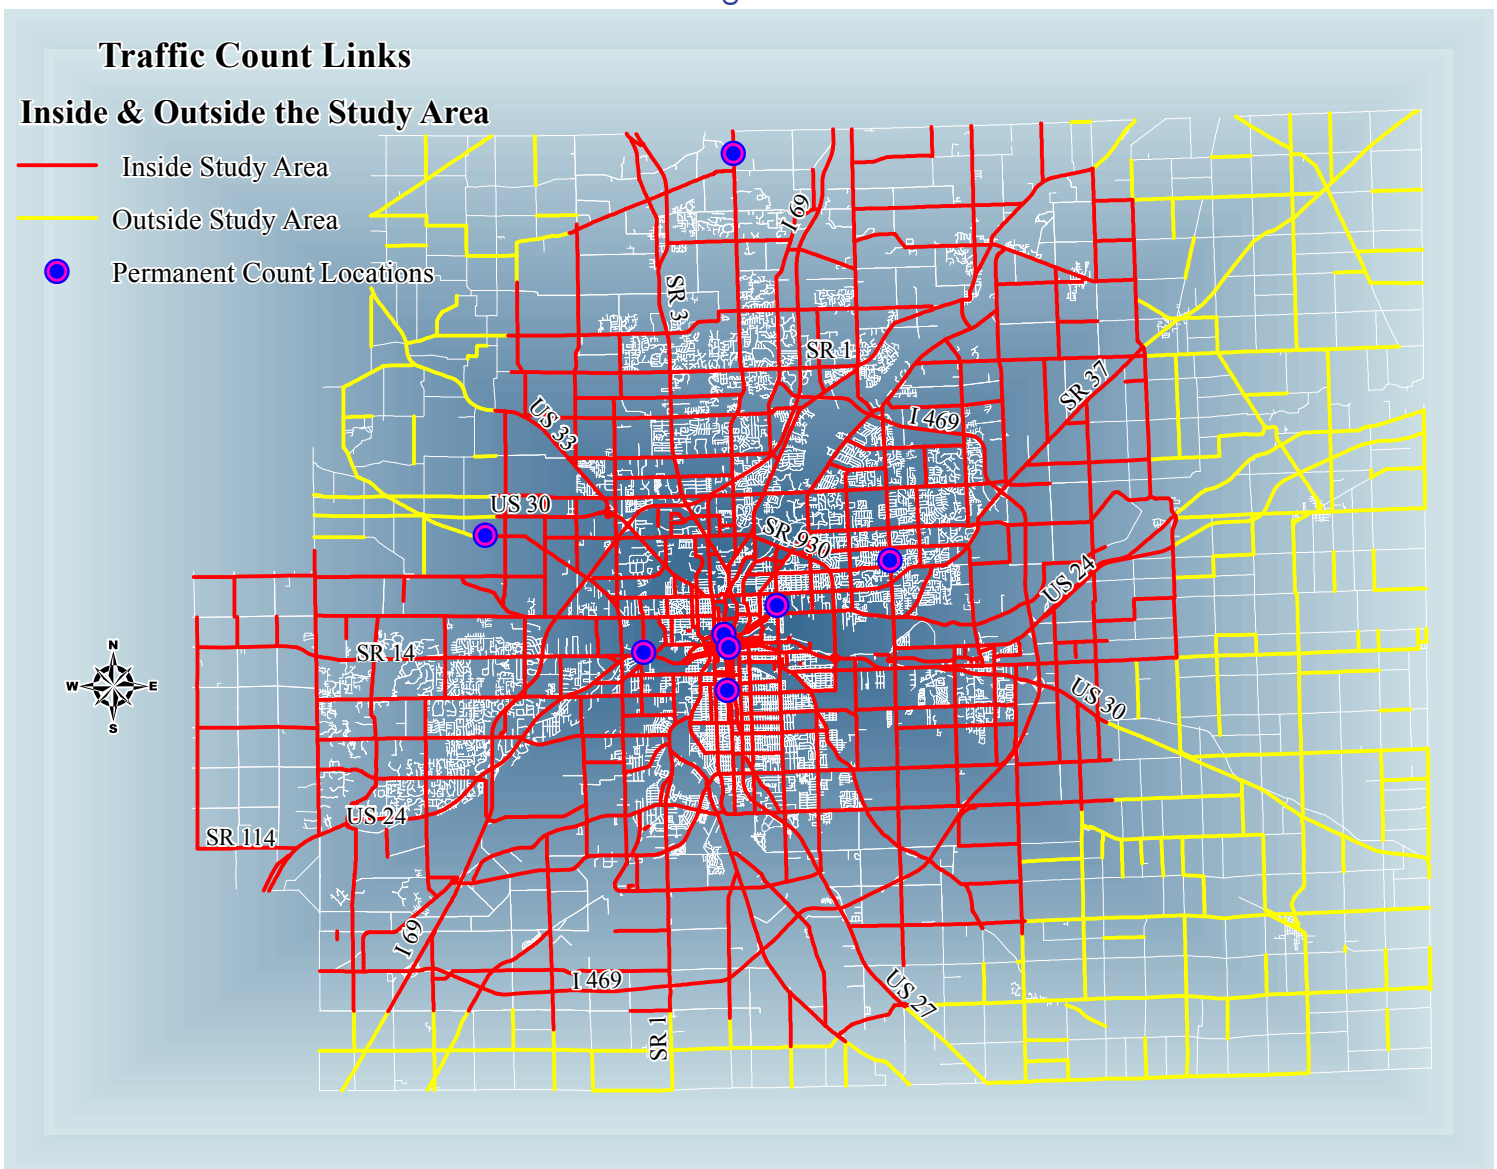 Traffic Count Links
Inside & Outside the Study Area
Inside Study Area
Outside Study Area
Permanent Count Locations
I 69
SR 3
SR 1
SR 37
US 33
I 469
US 30
SR 930
US 24
N
SR 14
W
E
US 30
S
US 24
SR 114
I 69
I 469
US 27
SR 1